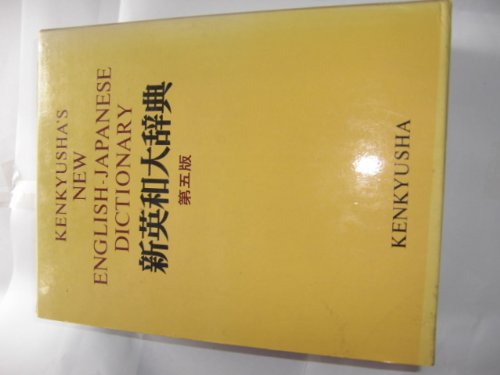 KENKYUSHA'S
NEW
ENGLISH-JAPANESE
DICTIONARY
新英和大辞典
第五版
KENKYUSHA